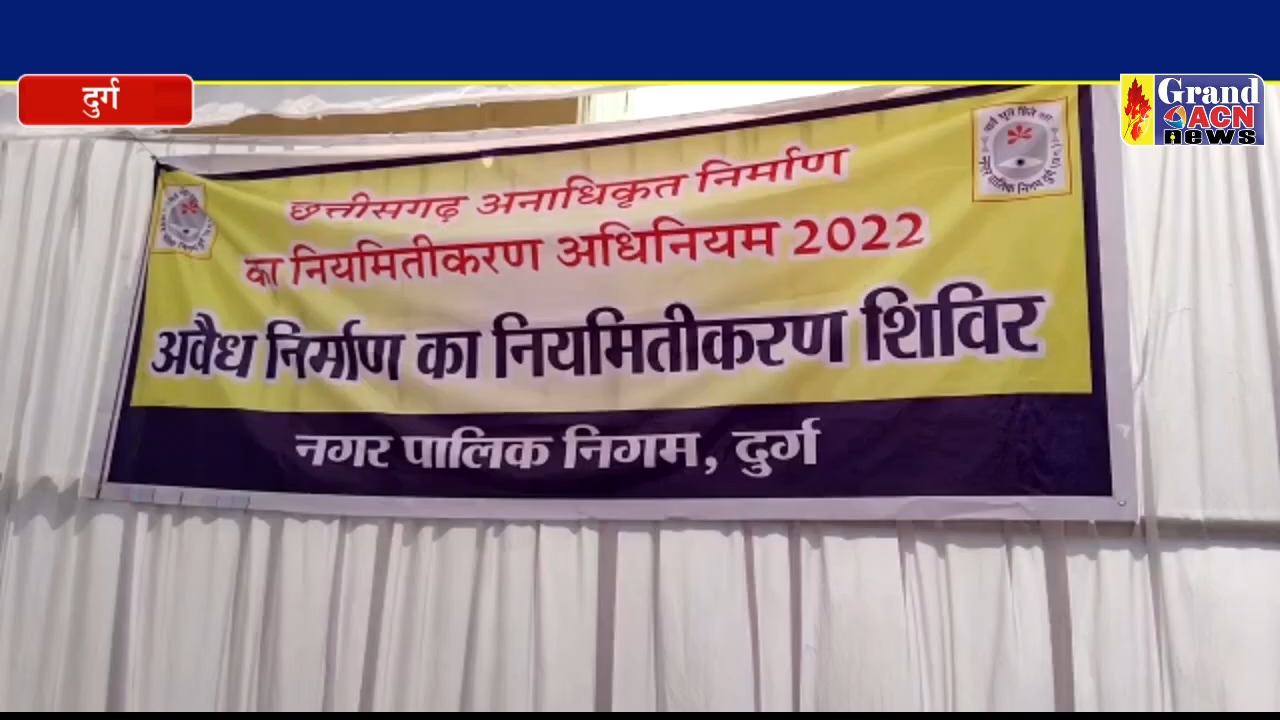 दुर्ग
Grand
ACN
news
छत्तीसगढ़ अनाधिकृत निर्माण
का नियमितीकरण अधिनियम 2022
अवैध निर्माण का नियमितीकरण शिविर
नगर पालिक निगम, दुर्ग